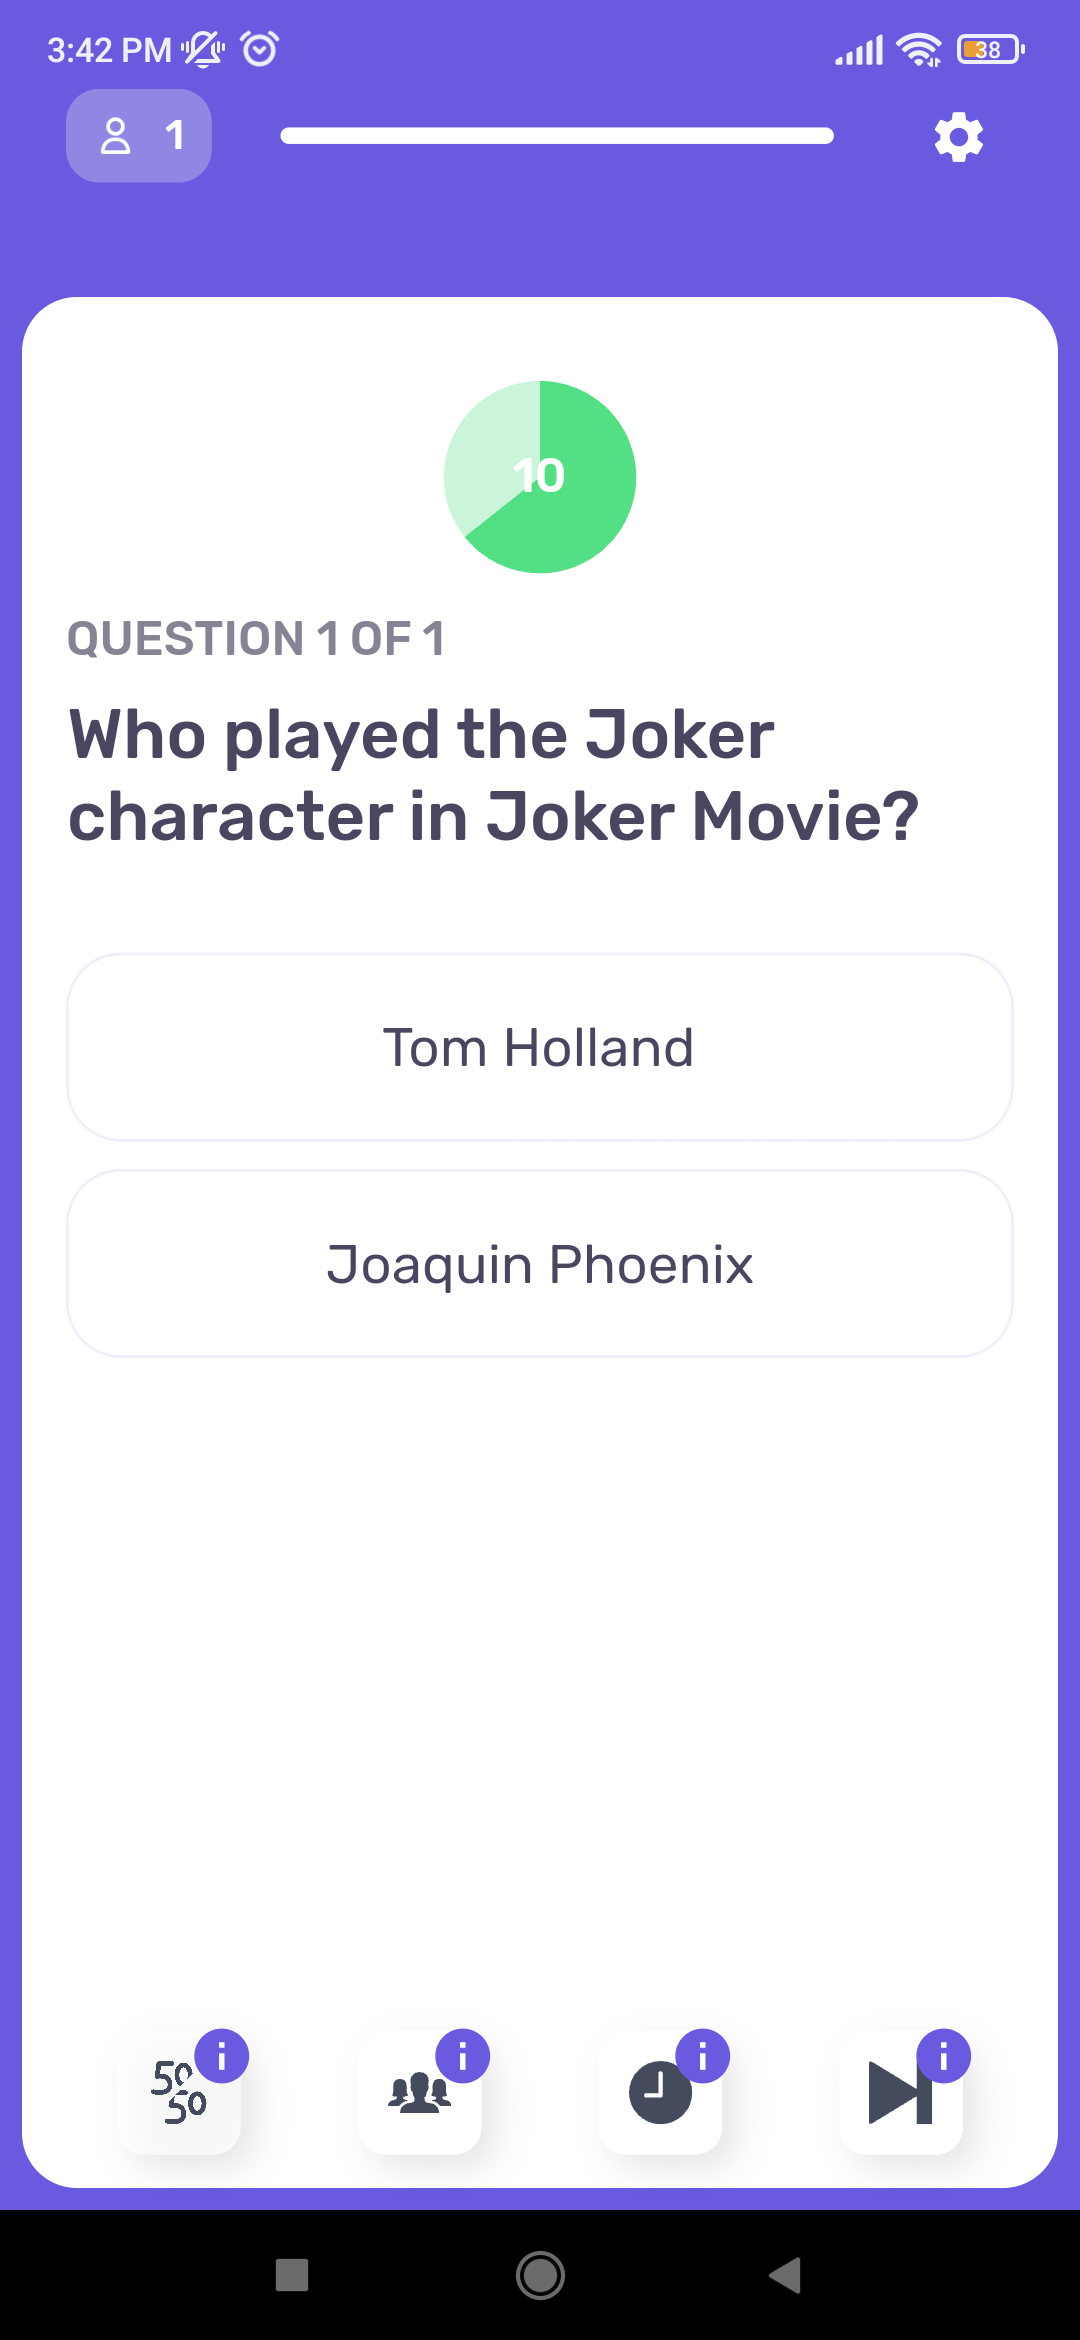 3:42 PM
38
1
10
QUESTION 1 OF 1
Who played the Joker
character in Joker Movie?
Tom Holland
Joaquin Phoenix
50
50
i
i
i
i